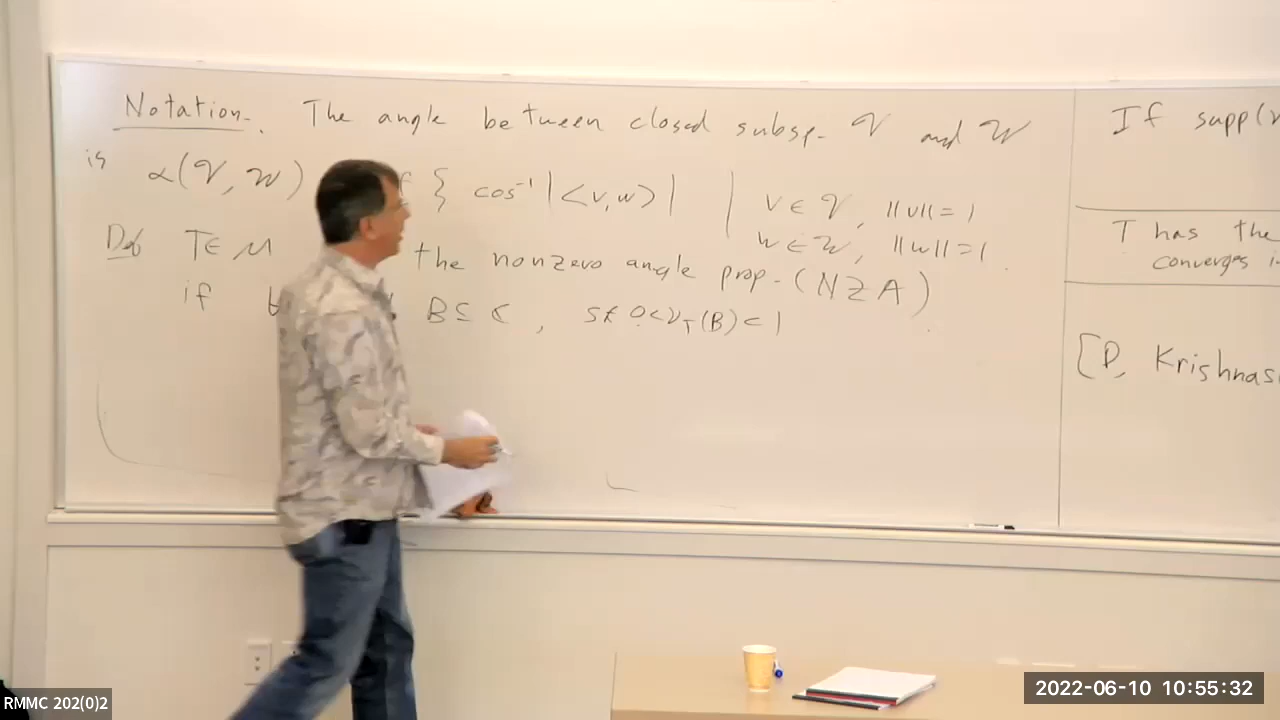 Notation. The angle between closed subsp. 𝒱 and 𝒲
is α(𝒱, 𝒲) f { cos⁻¹ |<v,w>| | v ∈ 𝒱, ||v||=1
w ∈ 𝒲, ||w||=1.
Def T ∈ ℳ the nonzero angle prop. (NZA)
if B ⊆ ℂ, st 0<ν_T(B)<1
If supp(ν
T has the
converges i
[D, Krishnas
RMMC 202(0)2
2022-06-10 10:55:32